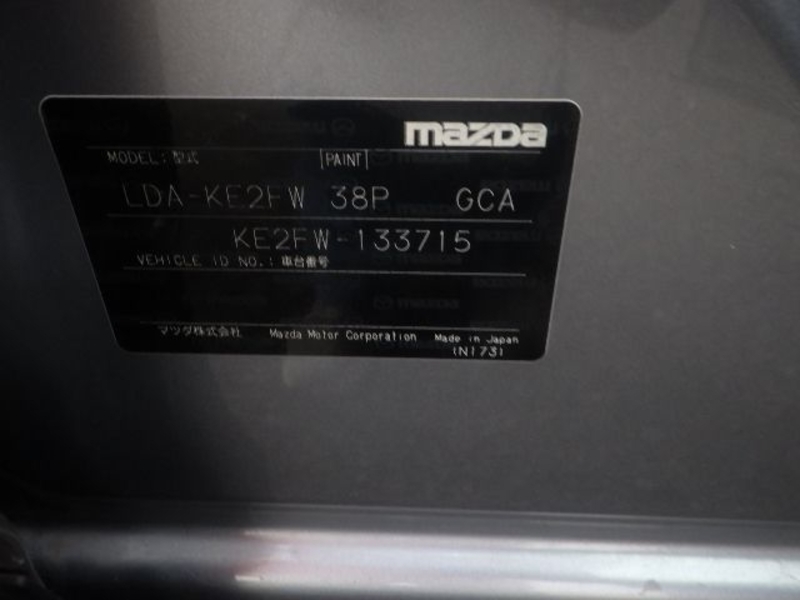 mazda
MODEL:型式 PAINT
LDA-KE2FW 38P GCA
KE2FW-133715
VEHICLE ID NO.:車台番号
マツダ株式会社 Mazda Motor Corporation Made in Japan
(N173)